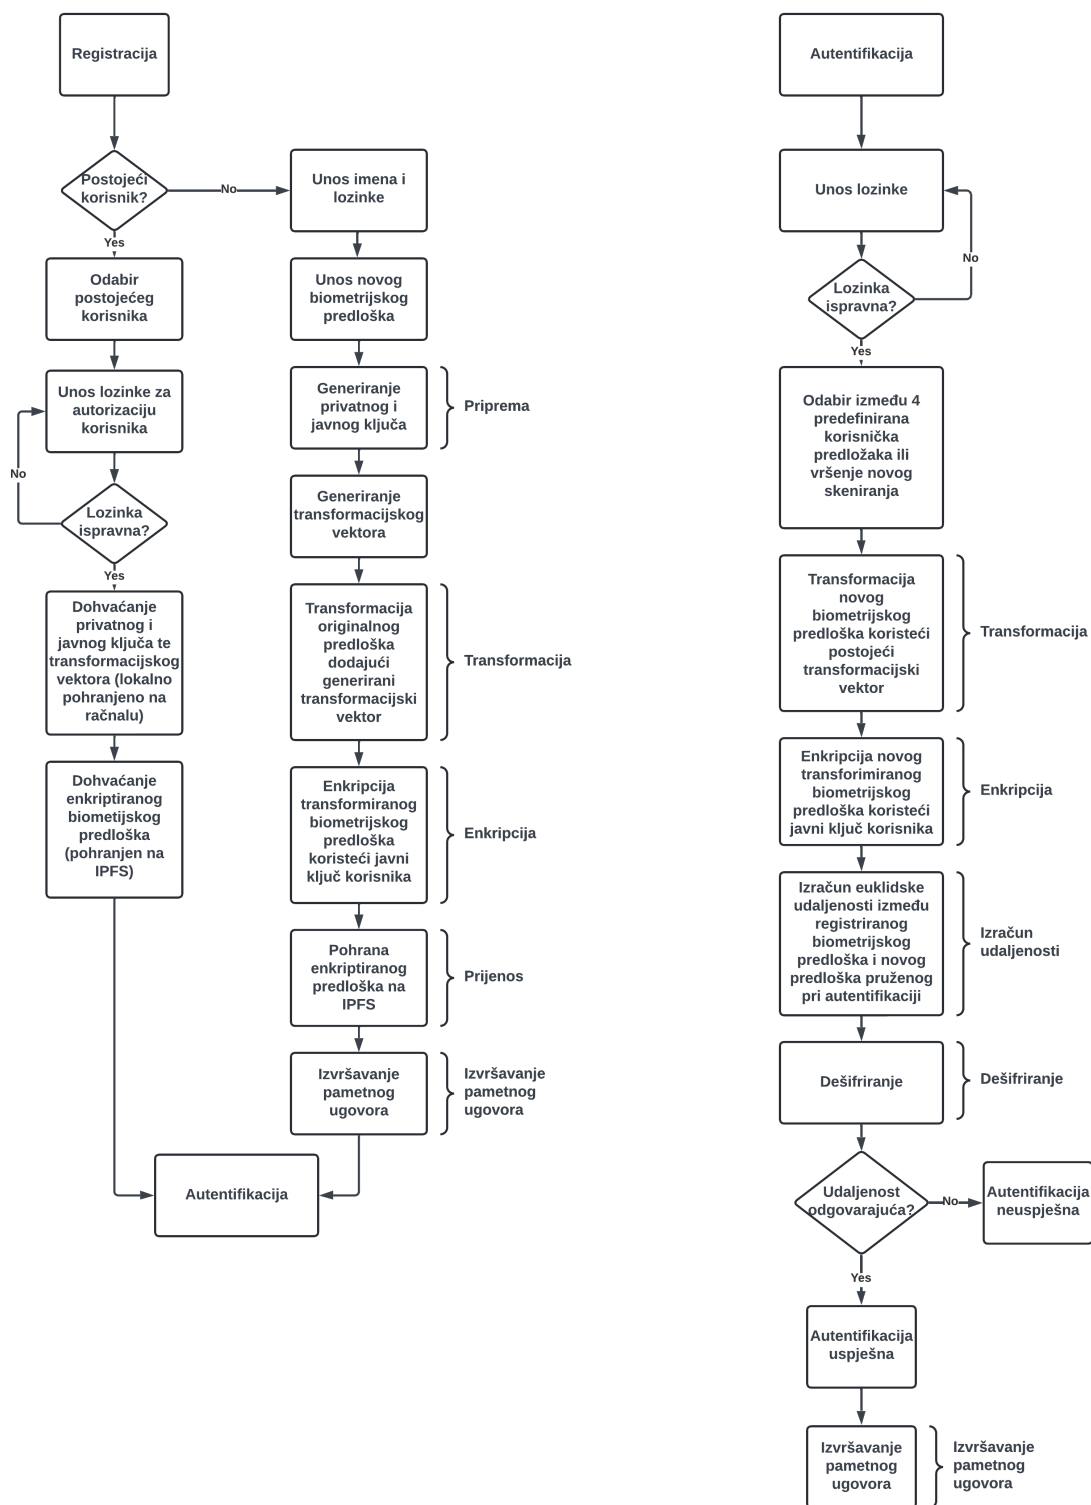 Registracija
Postojeći
korisnik?
No
Yes
Odabir
postojećeg
korisnika
Unos lozinke za
autorizaciju
korisnika
No
Lozinka
ispravna?
Yes
Dohvaćanje
privatnog i
javnog ključa te
transformacijskog
vektora (lokalno
pohranjeno na
račnalu)
Dohvaćanje
enkriptiranog
biometijskog
predloška
(pohranjen na
IPFS)
Unos imena i
lozinke
Unos novog
biometrijskog
predloška
Generiranje
privatnog i
javnog ključa
Priprema
Generiranje
transformacijskog
vektora
Transformacija
originalnog
predloška
dodajući
generirani
transformacijski
vektor
Transformacija
Enkripcija
transformiranog
biometrijskog
predloška
koristeći javni
ključ korisnika
Enkripcija
Pohrana
enkriptiranog
predloška na
IPFS
Prijenos
Izvršavanje
pametnog
ugovora
Izvršavanje
pametnog
ugovora
Autentifikacija
Autentifikacija
Unos lozinke
No
Lozinka
ispravna?
Yes
Odabir između 4
predefinirana
korisnička
predložaka ili
vršenje novog
skeniranja
Transformacija
novog
biometrijskog
predloška koristeći
postojeći
transformacijski
vektor
Transformacija
Enkripcija novog
transforimiranog
biometrijskog
predloška koristeći
javni ključ korisnika
Enkripcija
Izračun euklidske
udaljenosti između
registriranog
biometrijskog
predloška i novog
predloška pruženog
pri autentifikaciji
Izračun
udaljenosti
Dešifriranje
Dešifriranje
Udaljenost
odgovarajuća?
No
Autentifikacija
neuspješna
Yes
Autentifikacija
uspješna
Izvršavanje
pametnog
ugovora
Izvršavanje
pametnog
ugovora